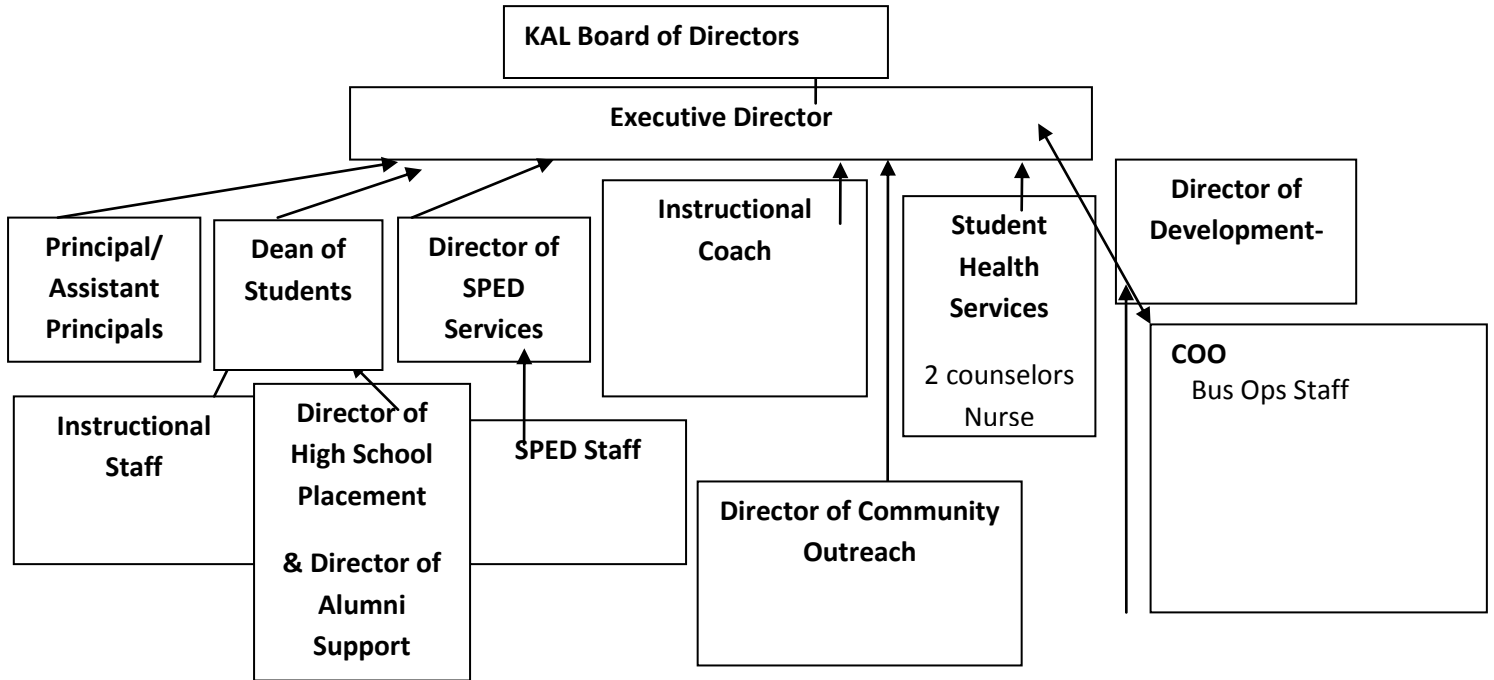 KAL Board of Directors
Executive Director
Principal/
Assistant
Principals
Dean of
Students
Director of
SPED
Services
Instructional
Coach
Student
Health
Services
2 counselors
Nurse
Director of
Development-
COO
Bus Ops Staff
Instructional
Staff
Director of
High School
Placement
& Director of
Alumni
Support
SPED Staff
Director of Community
Outreach